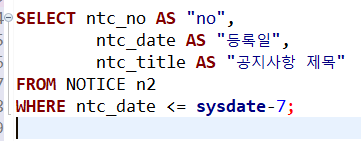 SELECT ntc_no AS "no",
ntc_date AS "등록일",
ntc_title AS "공지사항 제목"
FROM NOTICE n2
WHERE ntc_date <= sysdate-7;